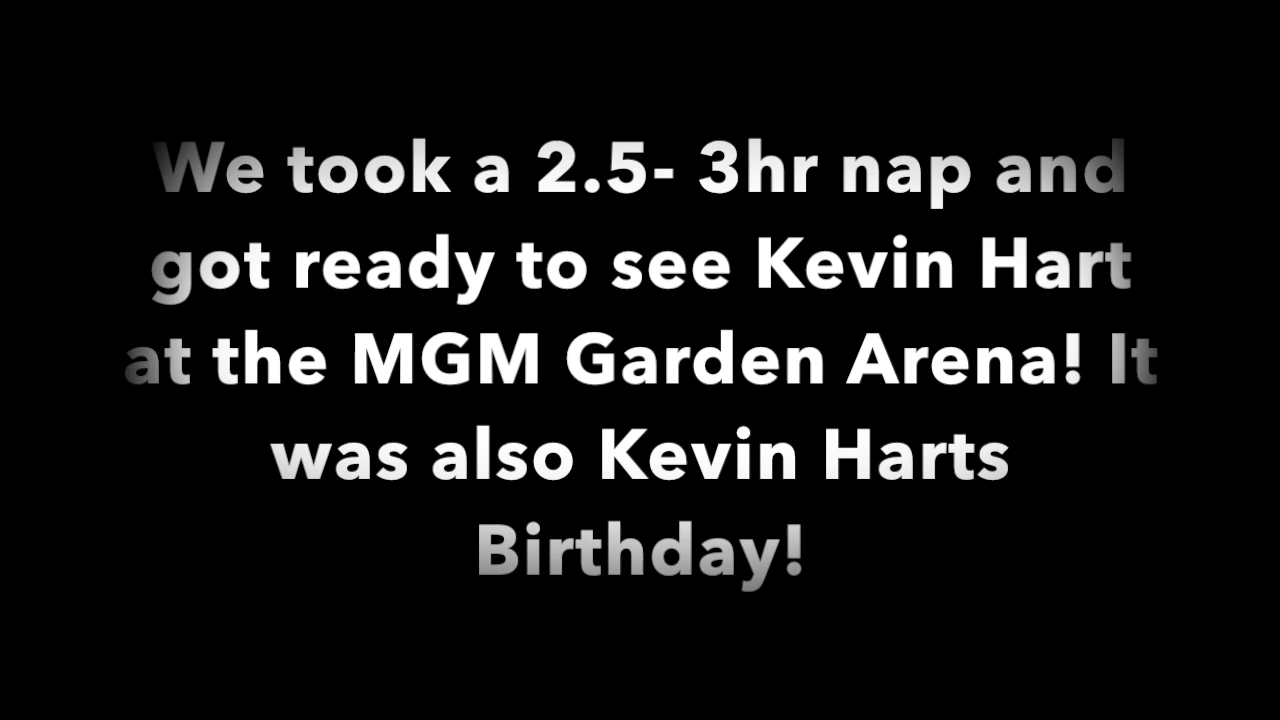 We took a 2.5- 3hr nap and
got ready to see Kevin Hart
at the MGM Garden Arena! It
was also Kevin Harts
Birthday!